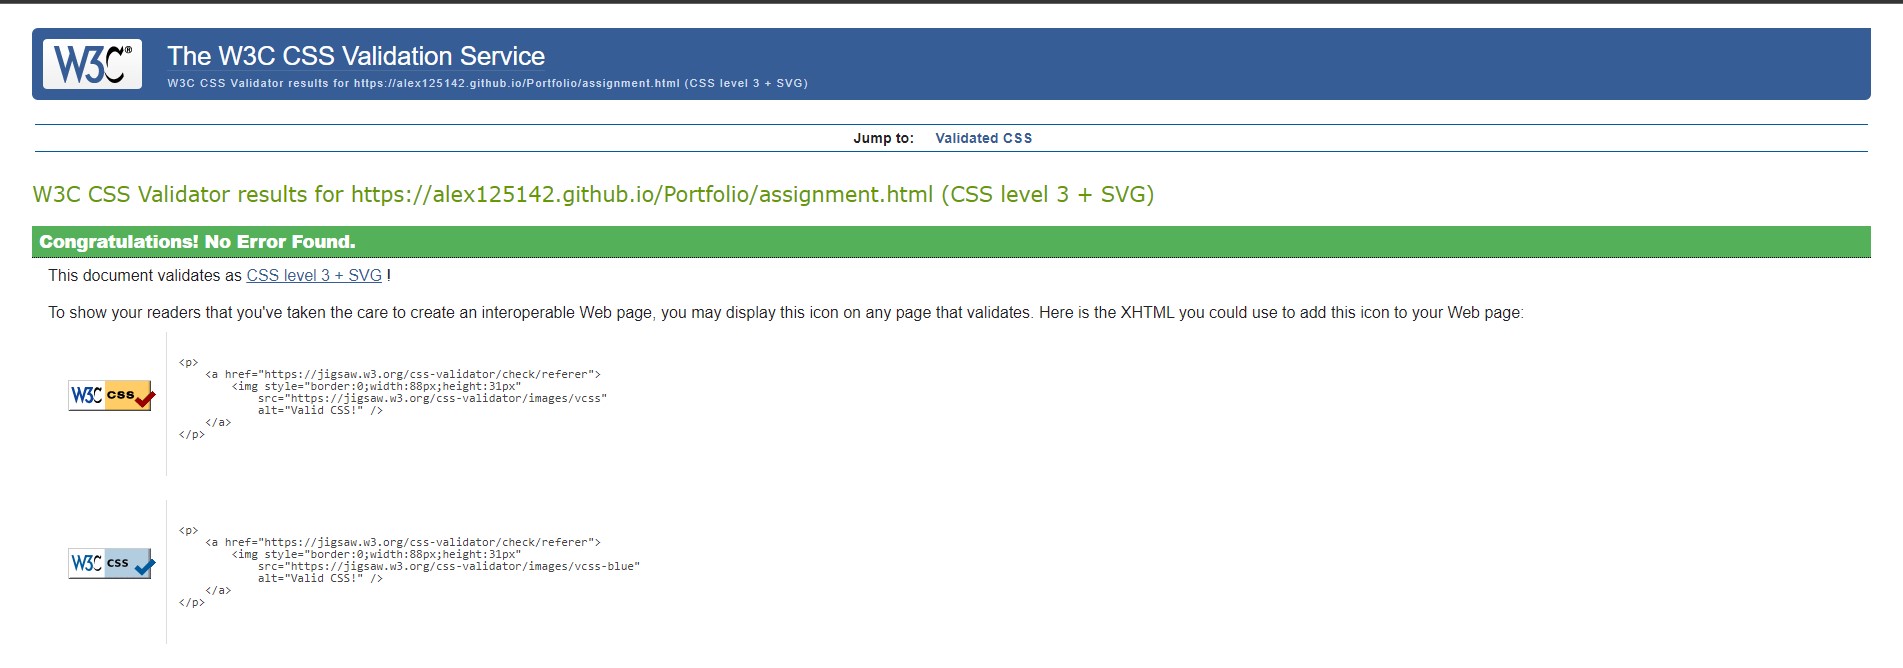 W3C®
The W3C CSS Validation Service
W3C CSS Validator results for https://alex125142.github.io/Portfolio/assignment.html (CSS level 3 + SVG)
Jump to: Validated CSS
W3C CSS Validator results for https://alex125142.github.io/Portfolio/assignment.html (CSS level 3 + SVG)
Congratulations! No Error Found.
This document validates as CSS level 3 + SVG !
To show your readers that you've taken the care to create an interoperable Web page, you may display this icon on any page that validates. Here is the XHTML you could use to add this icon to your Web page:
W3C css
<p>
<a href="https://jigsaw.w3.org/css-validator/check/referer">
<img style="border:0;width:88px;height:31px"
src="https://jigsaw.w3.org/css-validator/images/vcss"
alt="Valid CSS!" />
</a>
</p>
W3C css
<p>
<a href="https://jigsaw.w3.org/css-validator/check/referer">
<img style="border:0;width:88px;height:31px"
src="https://jigsaw.w3.org/css-validator/images/vcss-blue"
alt="Valid CSS!" />
</a>
</p>